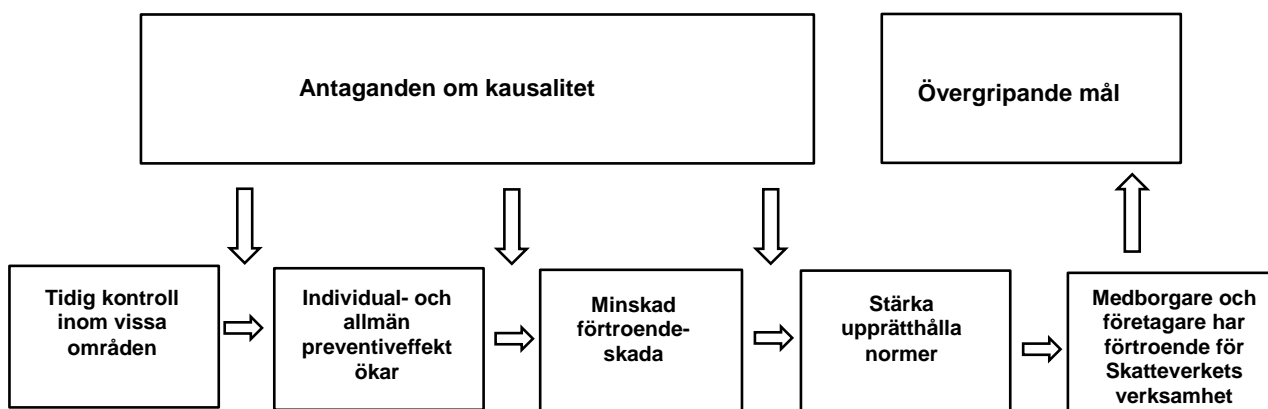 Antaganden om kausalitet
Övergripande mål
Tidig kontroll
inom vissa
områden
Individual- och
allmän
preventiveffekt
ökar
Minskad
förtroende-
skada
Stärka
upprätthålla
normer
Medborgare och
företagare har
förtroende för
Skatteverkets
verksamhet